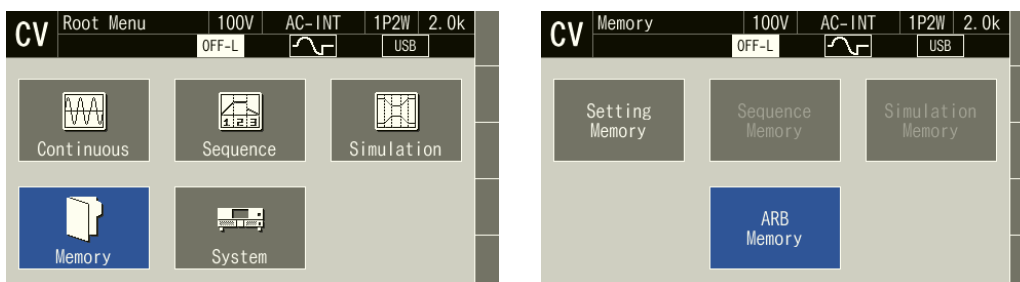 CV Root Menu 100V AC-INT 1P2W 2.0k
OFF-L USB
Continuous Sequence Simulation
1 2 3
Memory System
CV Memory 100V AC-INT 1P2W 2.0k
OFF-L USB
Setting Memory
Sequence Memory
Simulation Memory
ARB Memory